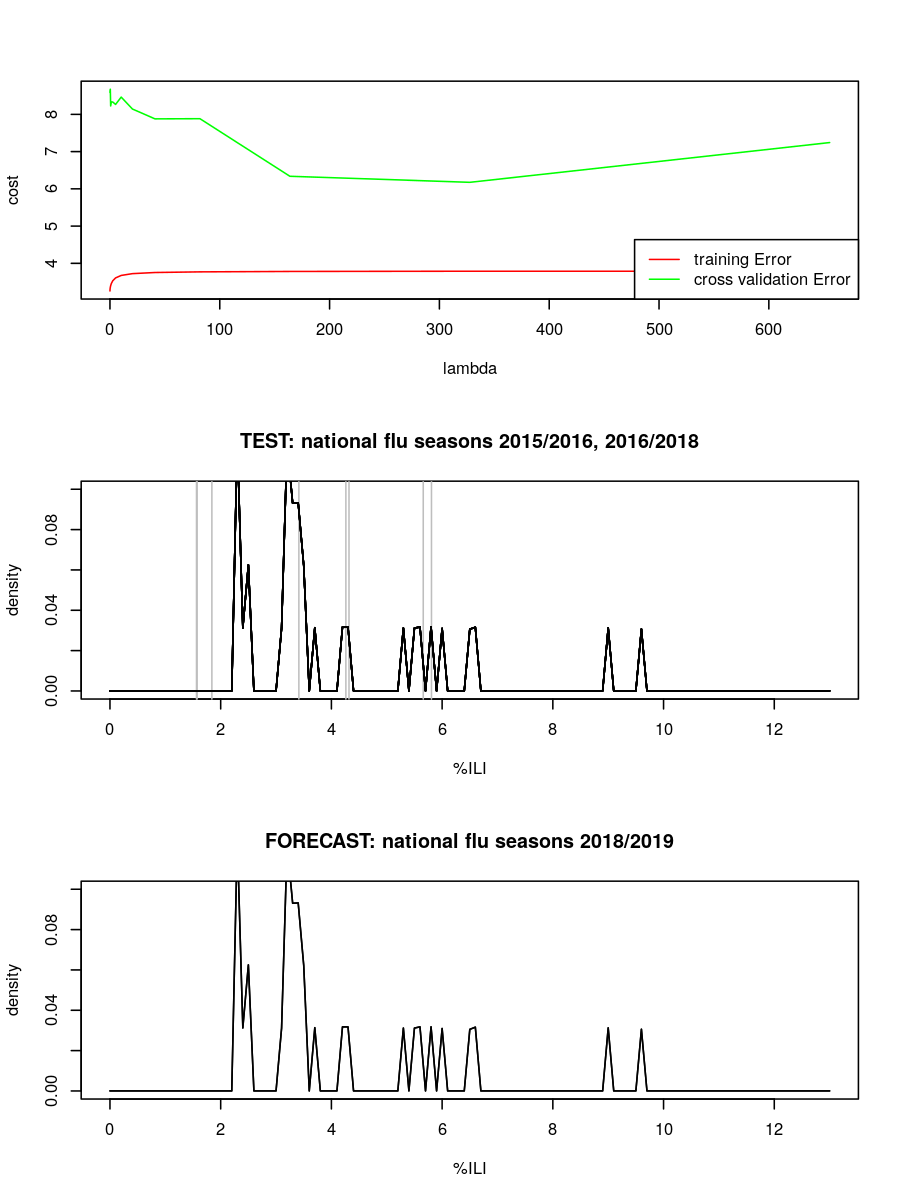 8
7
6
5
4
cost
training Error
cross validation Error
0 100 200 300 400 500 600
lambda
TEST: national flu seasons 2015/2016, 2016/2018
0.08
0.04
0.00
density
0 2 4 6 8 10 12
%ILI
FORECAST: national flu seasons 2018/2019
0.08
0.04
0.00
density
0 2 4 6 8 10 12
%ILI